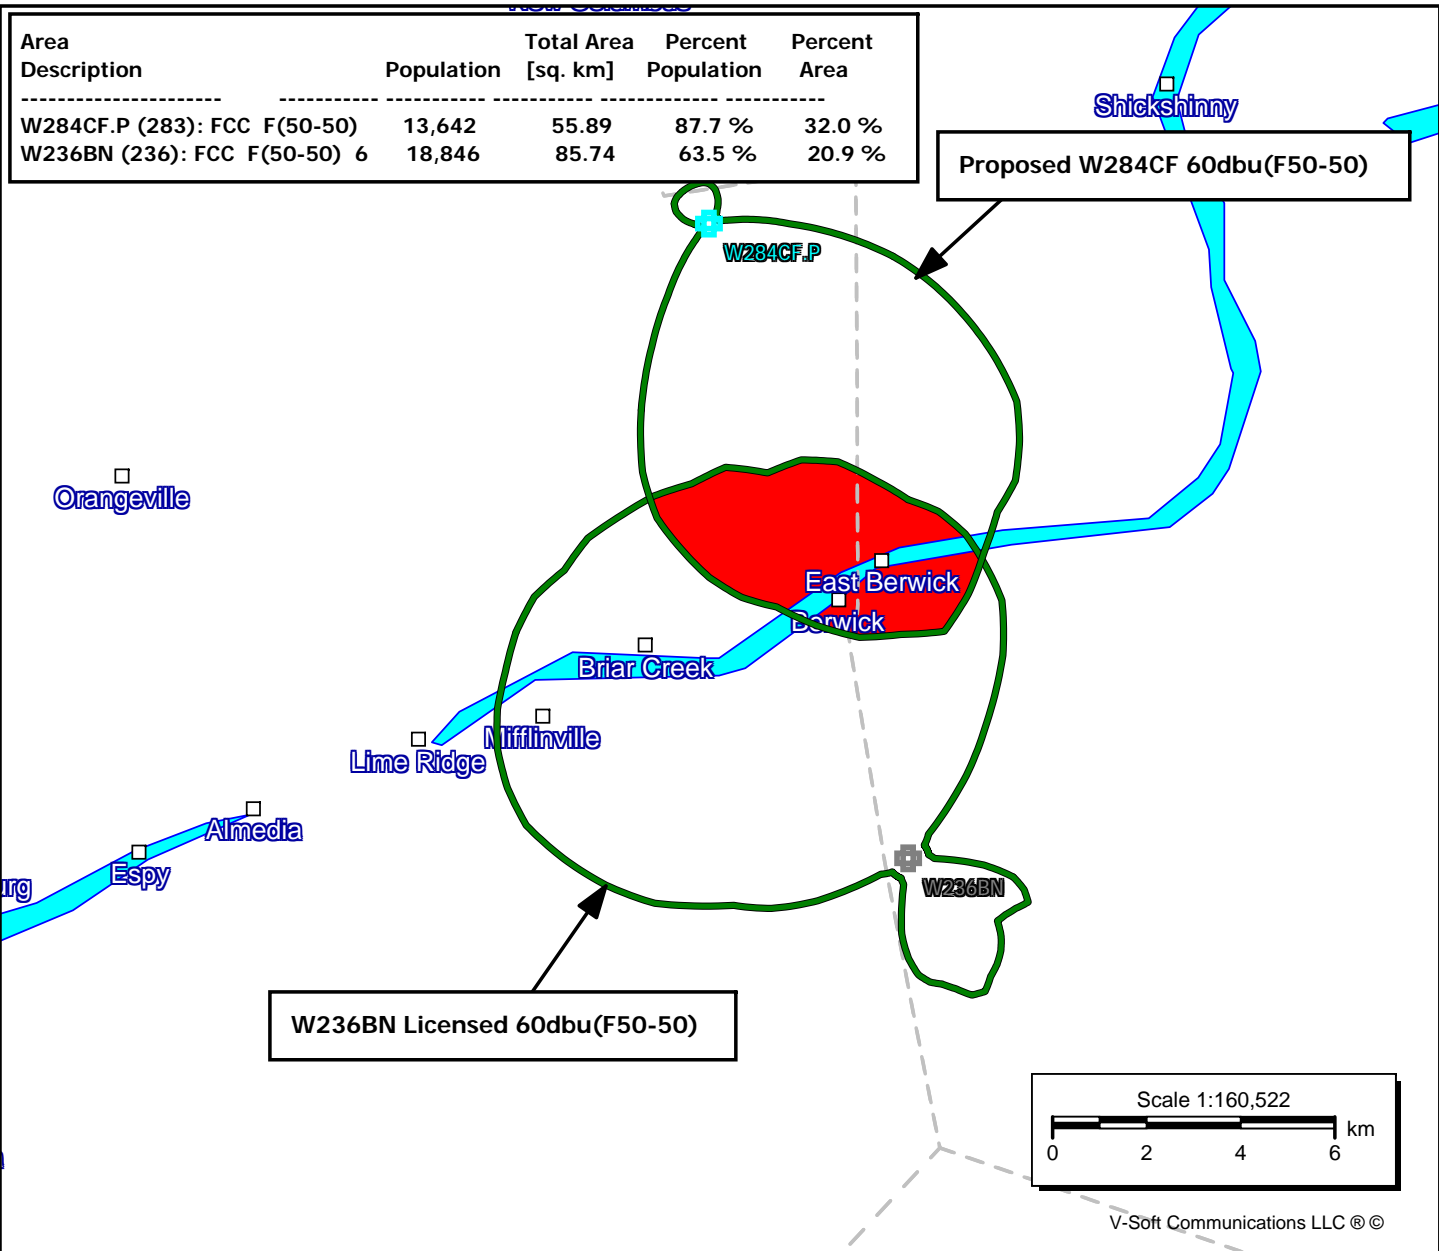 Area Total Area Percent Percent
Description Population [sq. km] Population Area
---------------------- ----------- ----------- ----------- ------------- -----------
W284CF.P (283): FCC F(50-50) 13,642 55.89 87.7 % 32.0 %
W236BN (236): FCC F(50-50) 6 18,846 85.74 63.5 % 20.9 %
Shickshinny
Proposed W284CF 60dbu(F50-50)
W284CF.P
Orangeville
East Berwick
Berwick
Briar Creek
Mifflinville
Lime Ridge
Almedia
Espy
W236BN
W236BN Licensed 60dbu(F50-50)
Scale 1:160,522
km
0 2 4 6
V-Soft Communications LLC ® ©